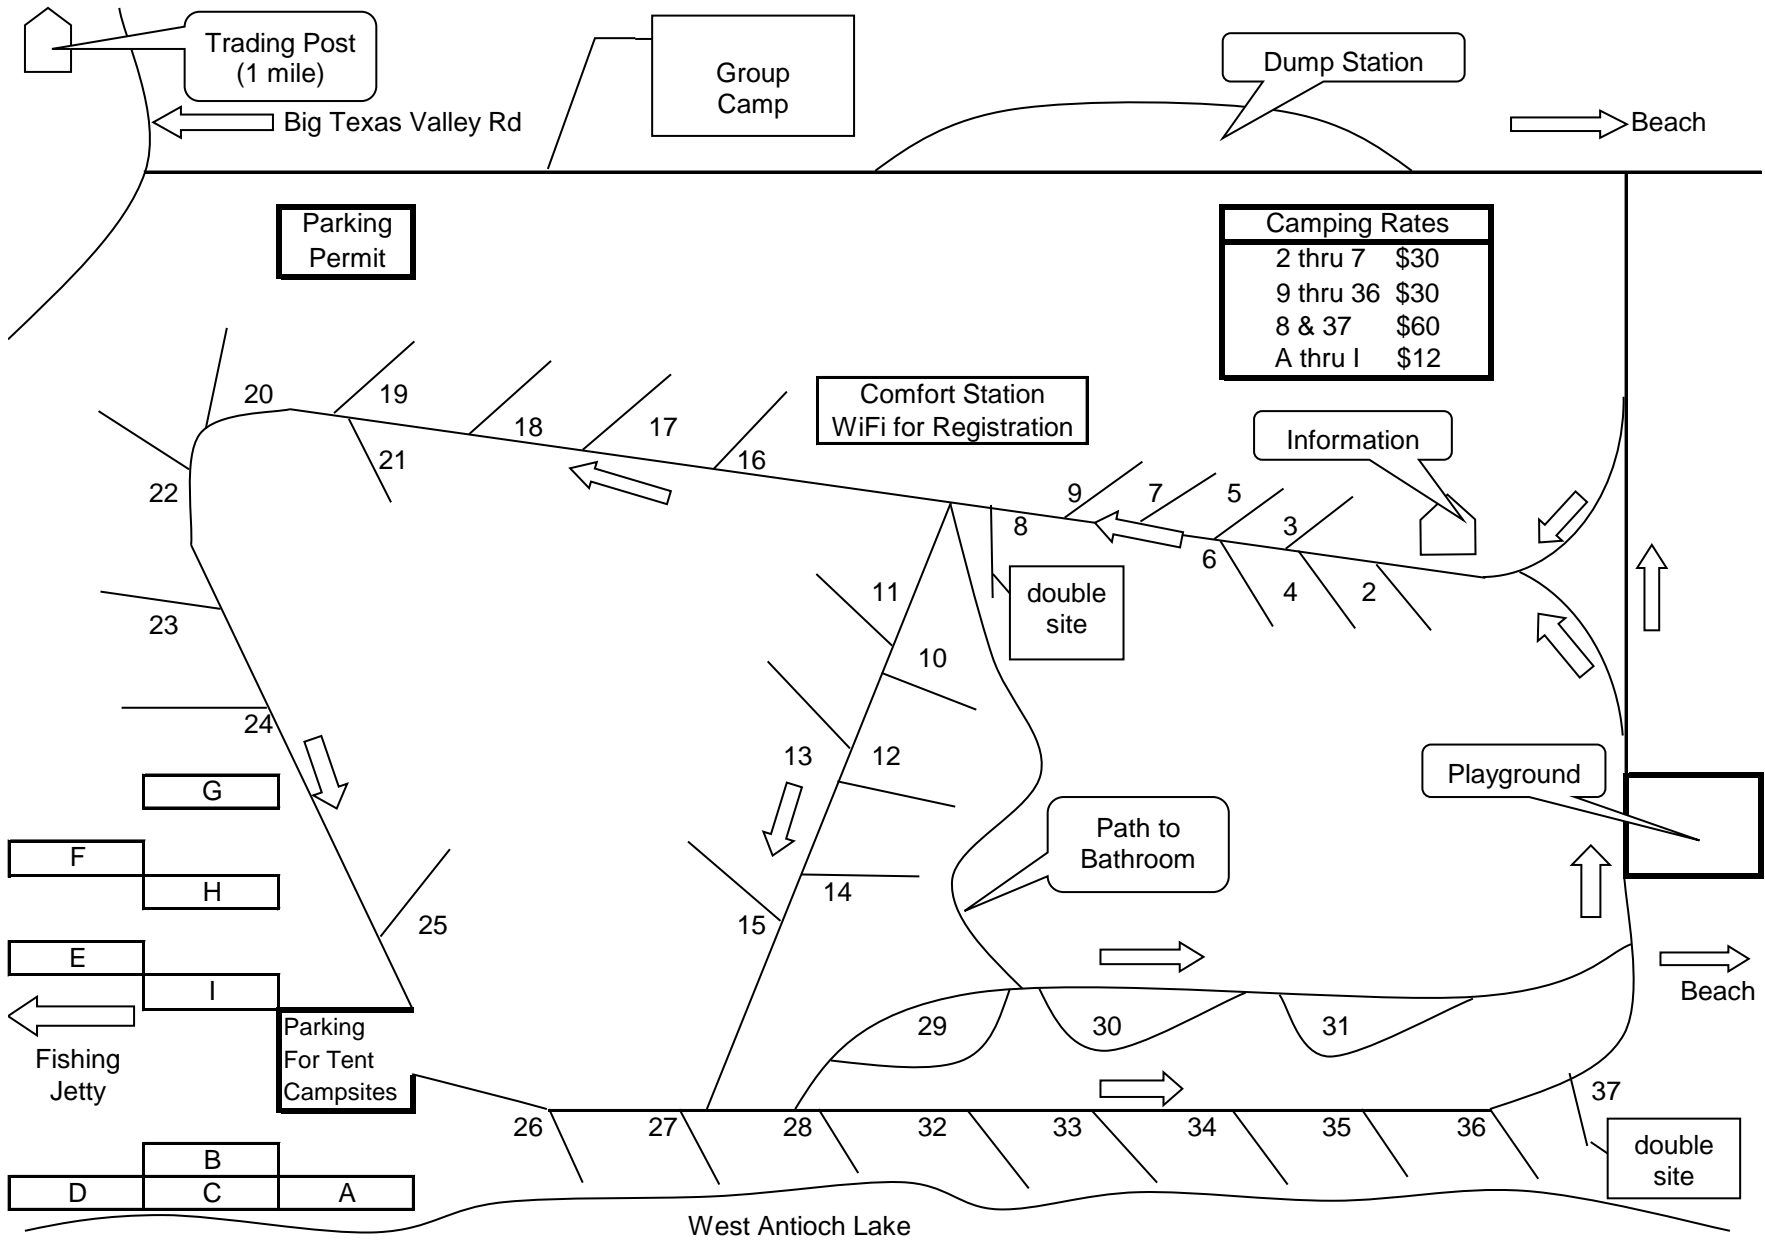 Trading Post
(1 mile)
Group
Camp
Dump Station
Big Texas Valley Rd
Beach
Parking
Permit
Camping Rates
2 thru 7 $30
9 thru 36 $30
8 & 37 $60
A thru I $12
20
19
18
17
16
Comfort Station
WiFi for Registration
Information
21
22
9
7
5
3
8
6
4
2
double
site
11
10
23
24
13
12
Playground
G
F
H
Path to
Bathroom
25
15
14
E
I
Fishing
Jetty
Parking
For Tent
Campsites
29
30
31
Beach
26
27
28
32
33
34
35
36
37
double
site
B
D
C
A
West Antioch Lake